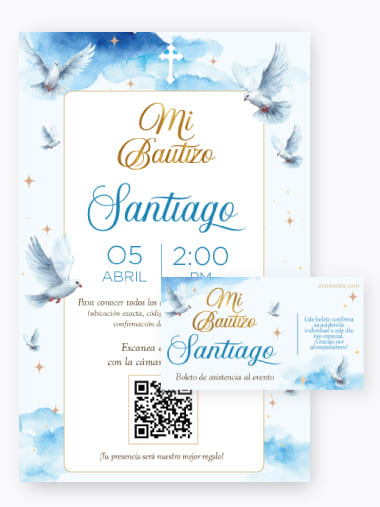 Mi
Bautizo
Santiago
05
ABRIL
2:00
PM
Para conocer todos los
(ubicación exacta, códig
confirmación de
Escanea
con la cáma
¡Tu presencia será nuestro mejor regalo!
Mi
Bautizo
Santiago
Boleto de asistencia al evento
Este boleto confirma
su asistencia
individual a este día
tan especial.
¡Gracias por
acompañarnos!